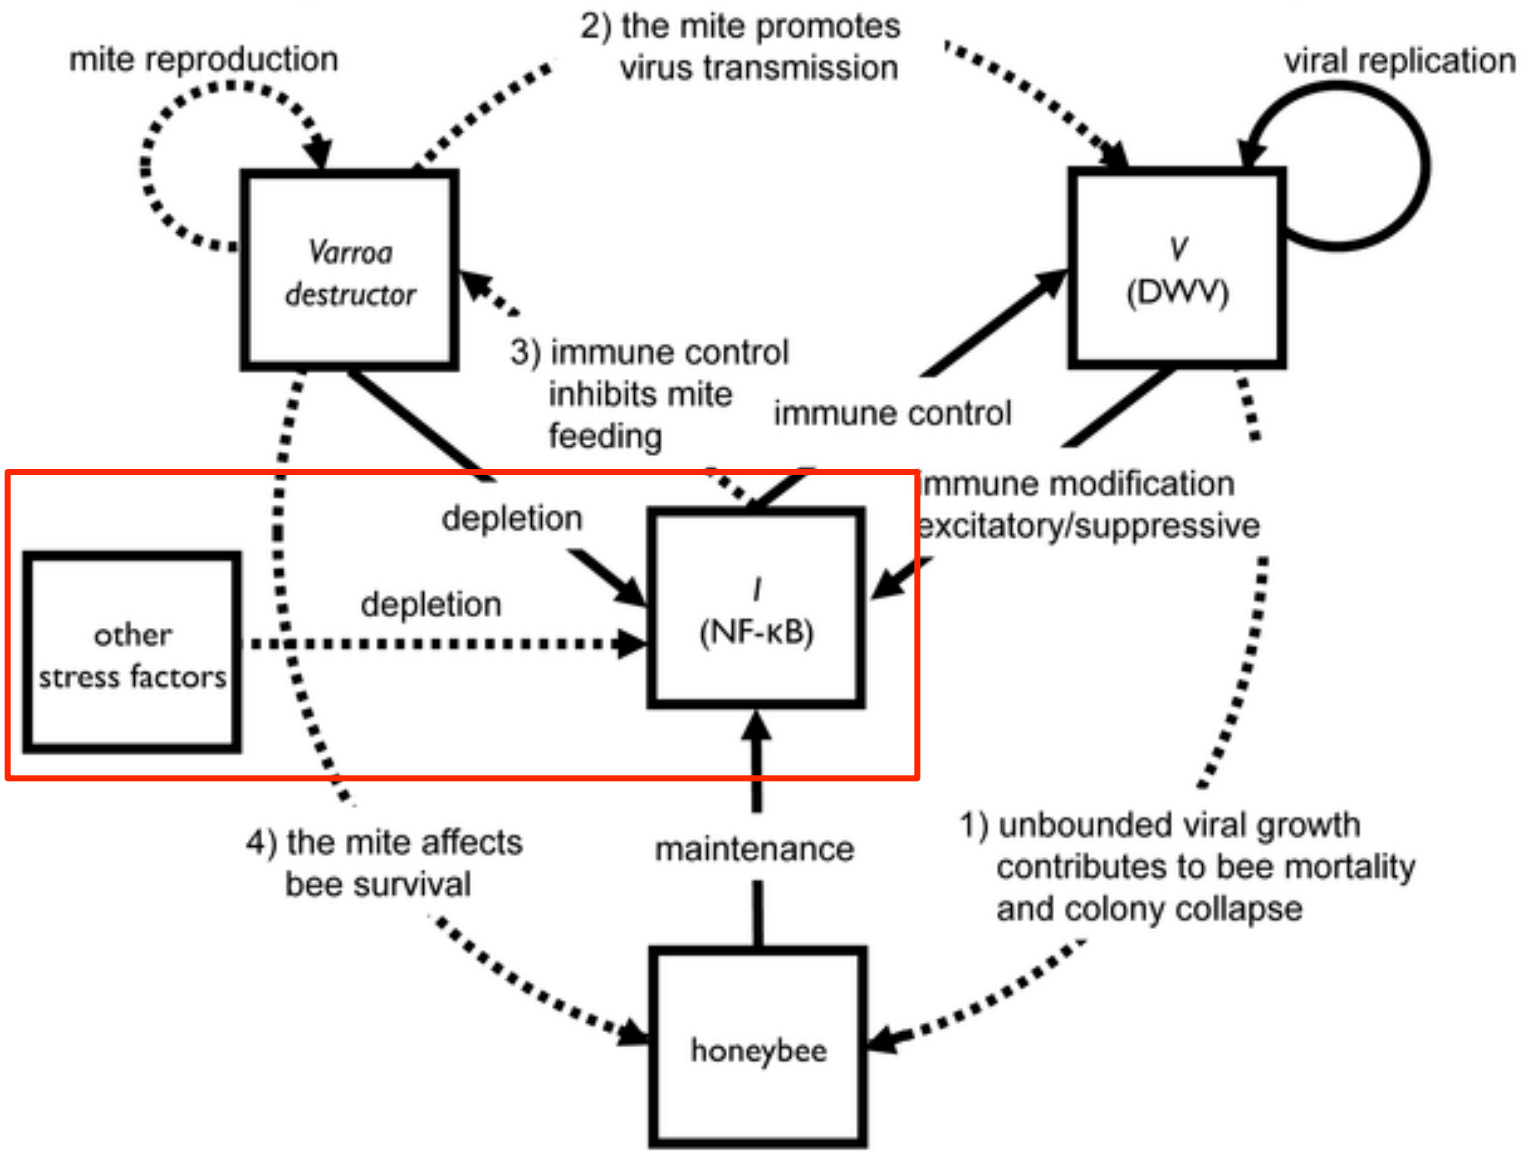 2) the mite promotes
virus transmission
mite reproduction
viral replication
Varroa
destructor
V
(DWV)
3) immune control
inhibits mite
feeding
immune control
immune modification
excitatory/suppressive
depletion
depletion
I
(NF-κB)
other
stress factors
4) the mite affects
bee survival
maintenance
1) unbounded viral growth
contributes to bee mortality
and colony collapse
honeybee